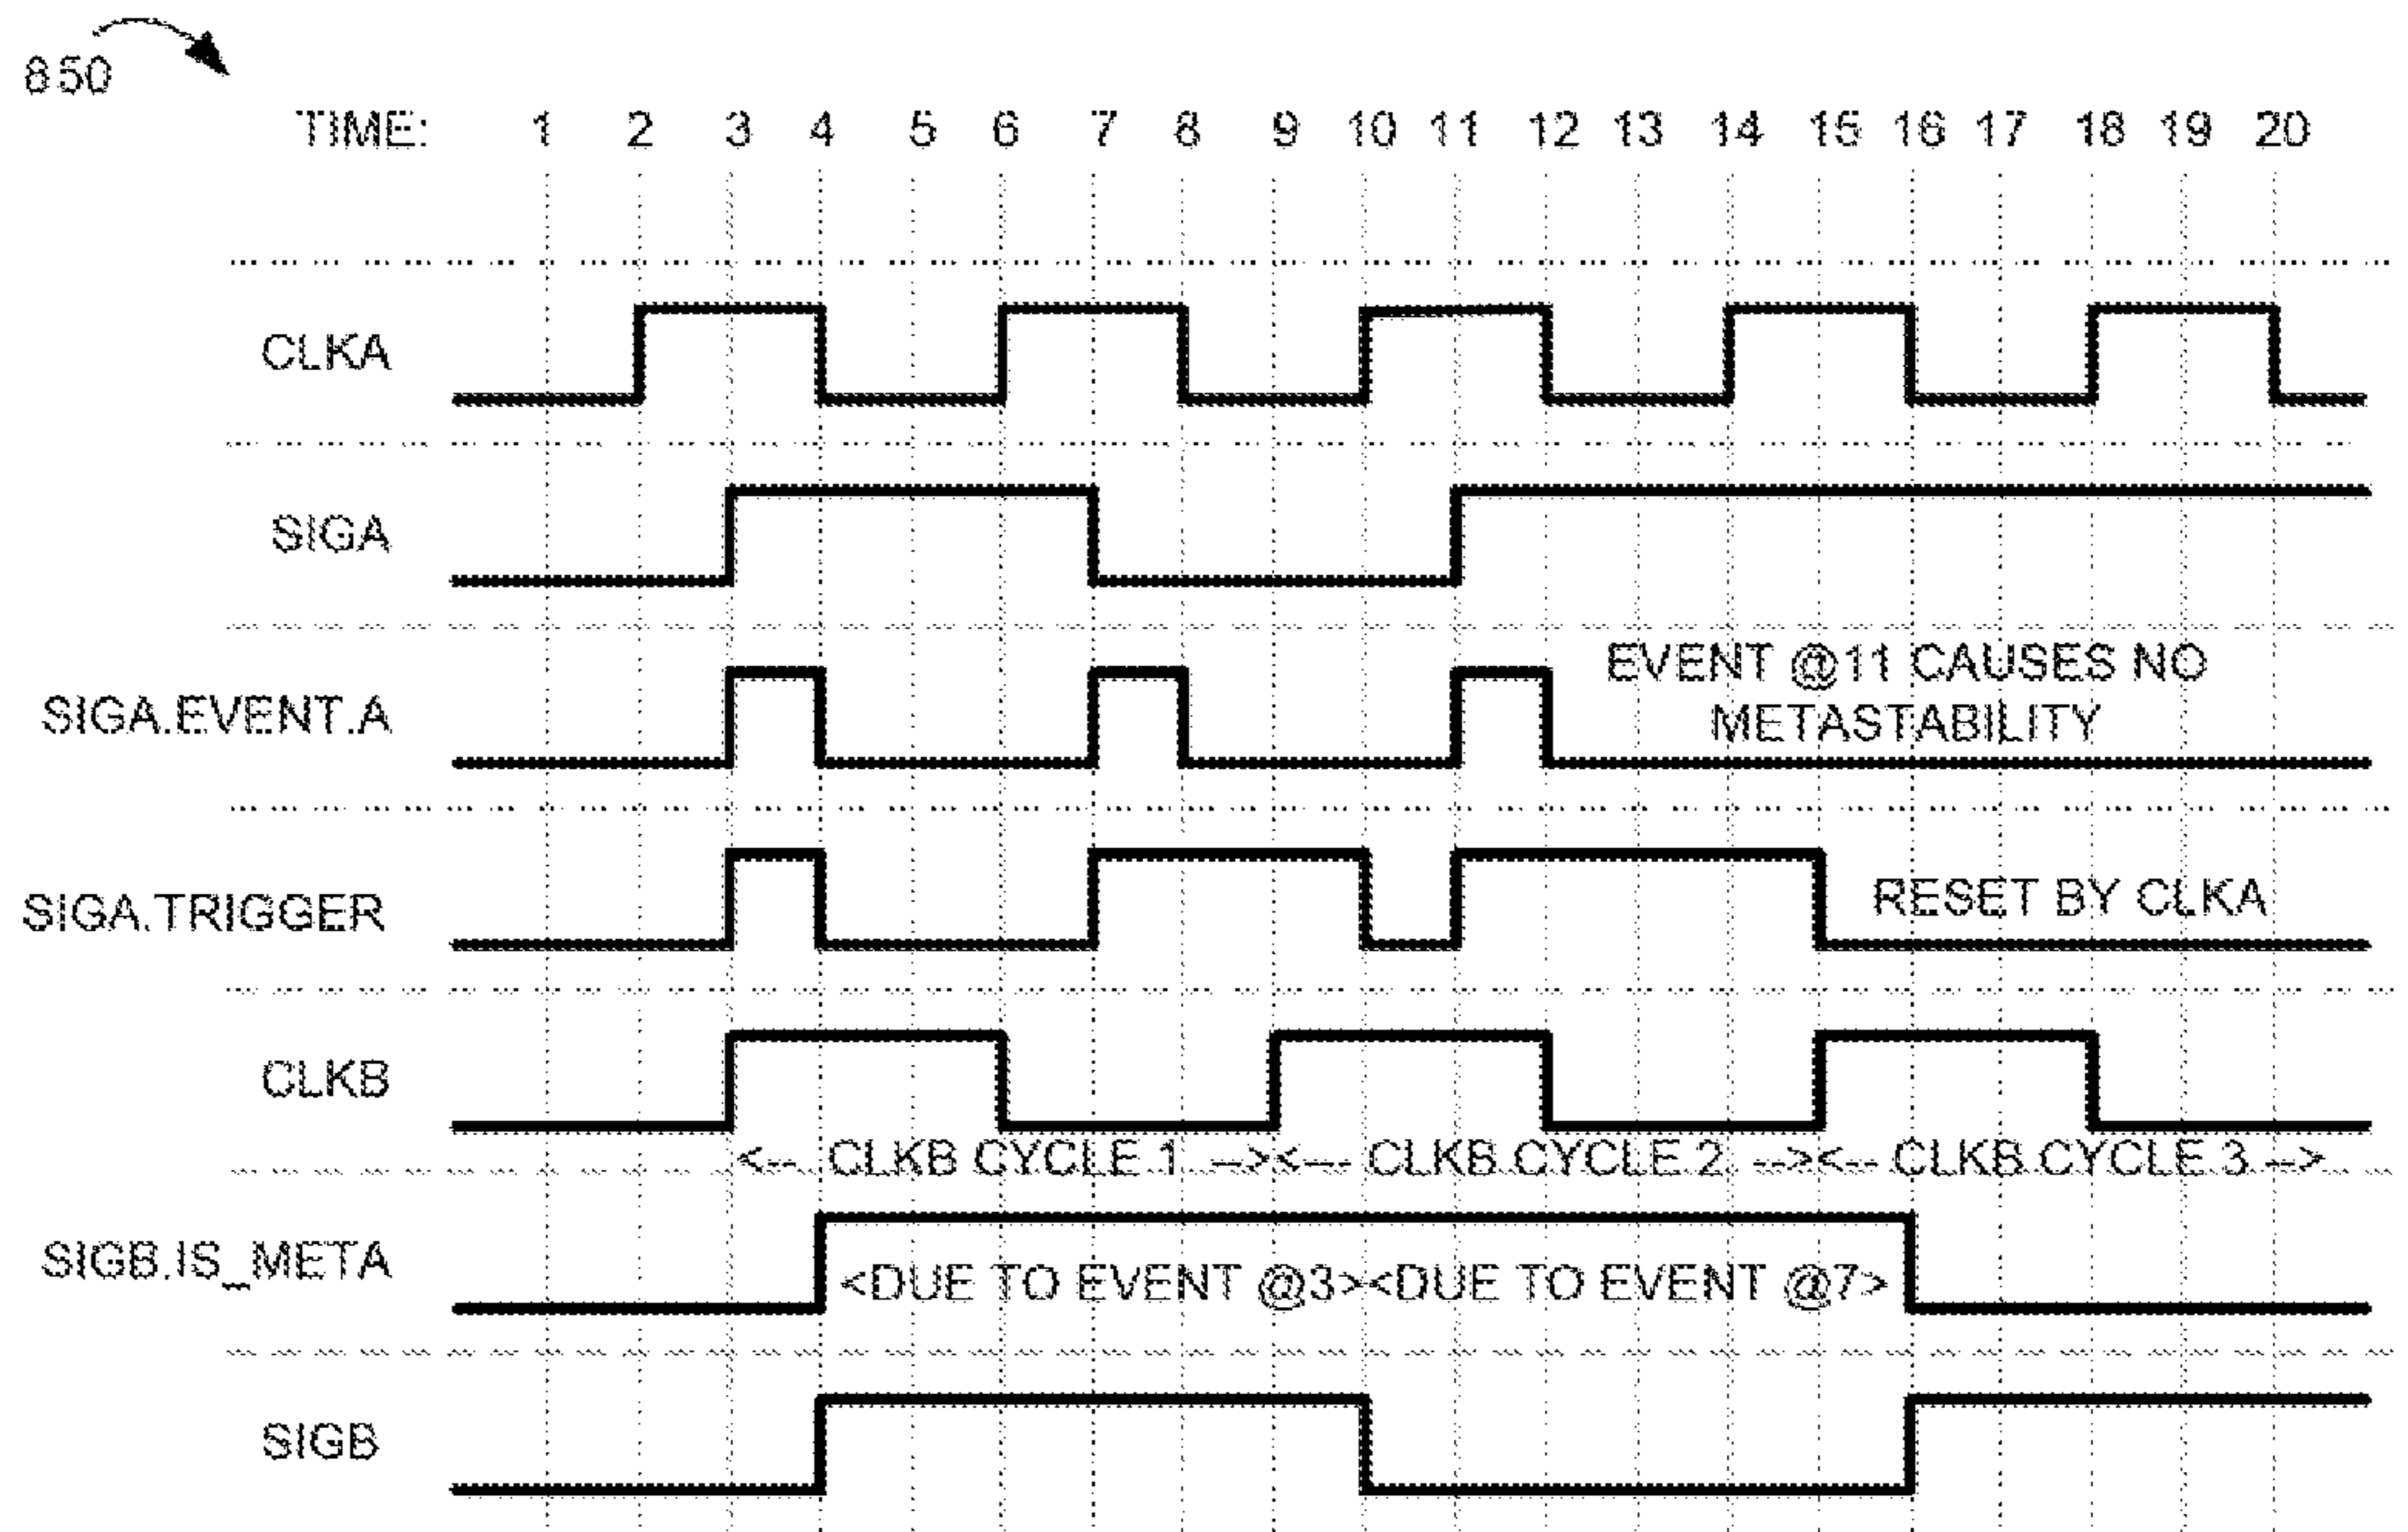 850
TIME: 1 2 3 4 5 6 7 8 9 10 11 12 13 14 15 16 17 18 19 20
CLKA
SIGA
SIGA.EVENT.A
EVENT @11 CAUSES NO
METASTABILITY
SIGA.TRIGGER
RESET BY CLKA
CLKB
<-- CLKB CYCLE 1 --><--- CLKB CYCLE 2 --><-- CLKB CYCLE 3 -->
SIGB.IS_META
<DUE TO EVENT @3><DUE TO EVENT @7>
SIGB